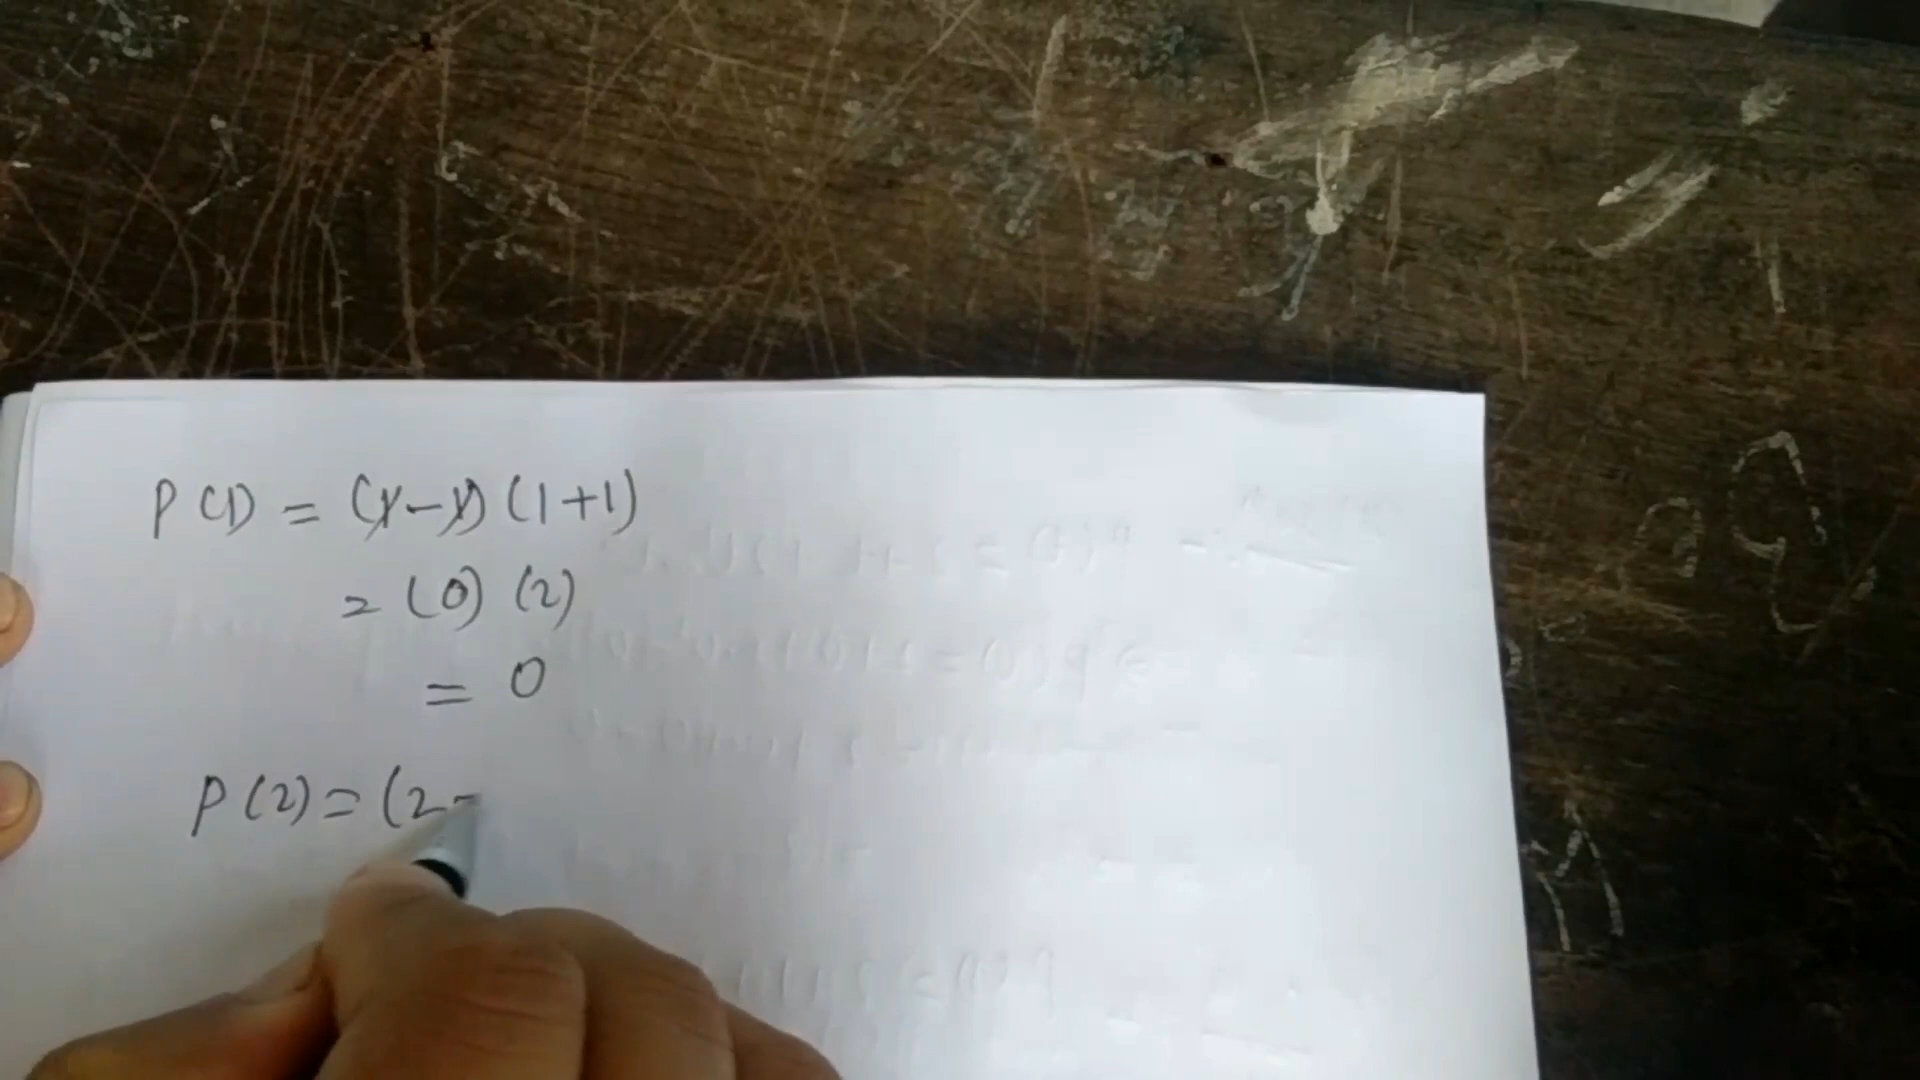 P(1) = (1-1)(1+1)
= (0) (2)
= 0
P(2) = (2-